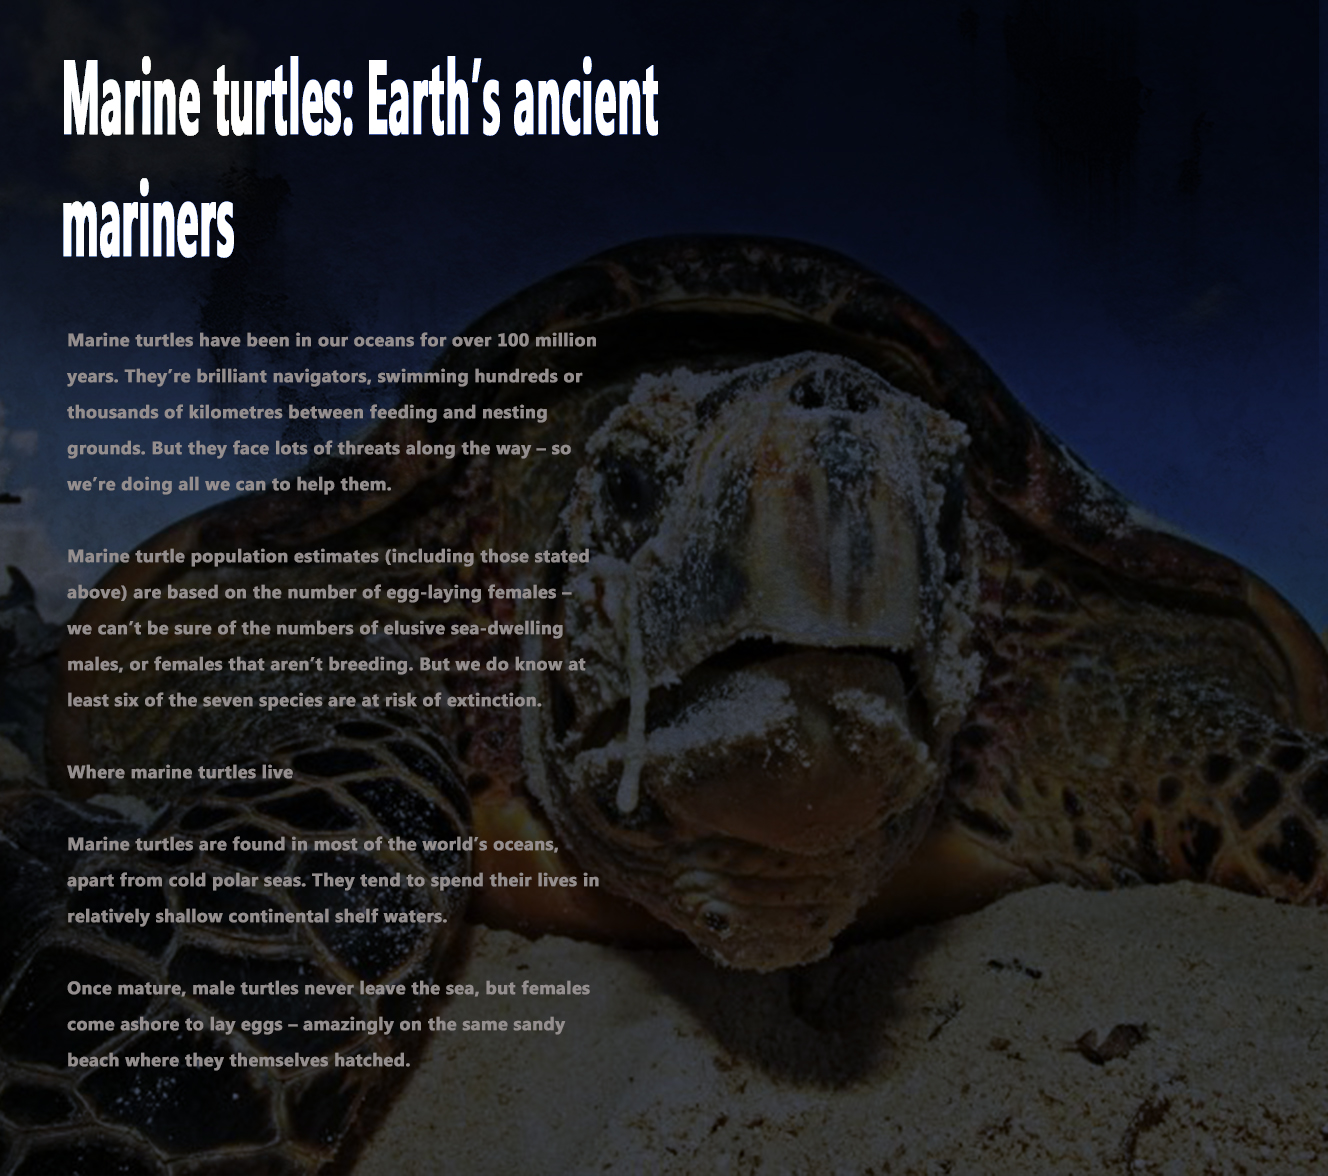 Marine turtles: Earth’s ancient
mariners
Marine turtles have been in our oceans for over 100 million
years. They’re brilliant navigators, swimming hundreds or
thousands of kilometres between feeding and nesting
grounds. But they face lots of threats along the way – so
we’re doing all we can to help them.
Marine turtle population estimates (including those stated
above) are based on the number of egg-laying females –
we can’t be sure of the numbers of elusive sea-dwelling
males, or females that aren’t breeding. But we do know at
least six of the seven species are at risk of extinction.
Where marine turtles live
Marine turtles are found in most of the world’s oceans,
apart from cold polar seas. They tend to spend their lives in
relatively shallow continental shelf waters.
Once mature, male turtles never leave the sea, but females
come ashore to lay eggs – amazingly on the same sandy
beach where they themselves hatched.